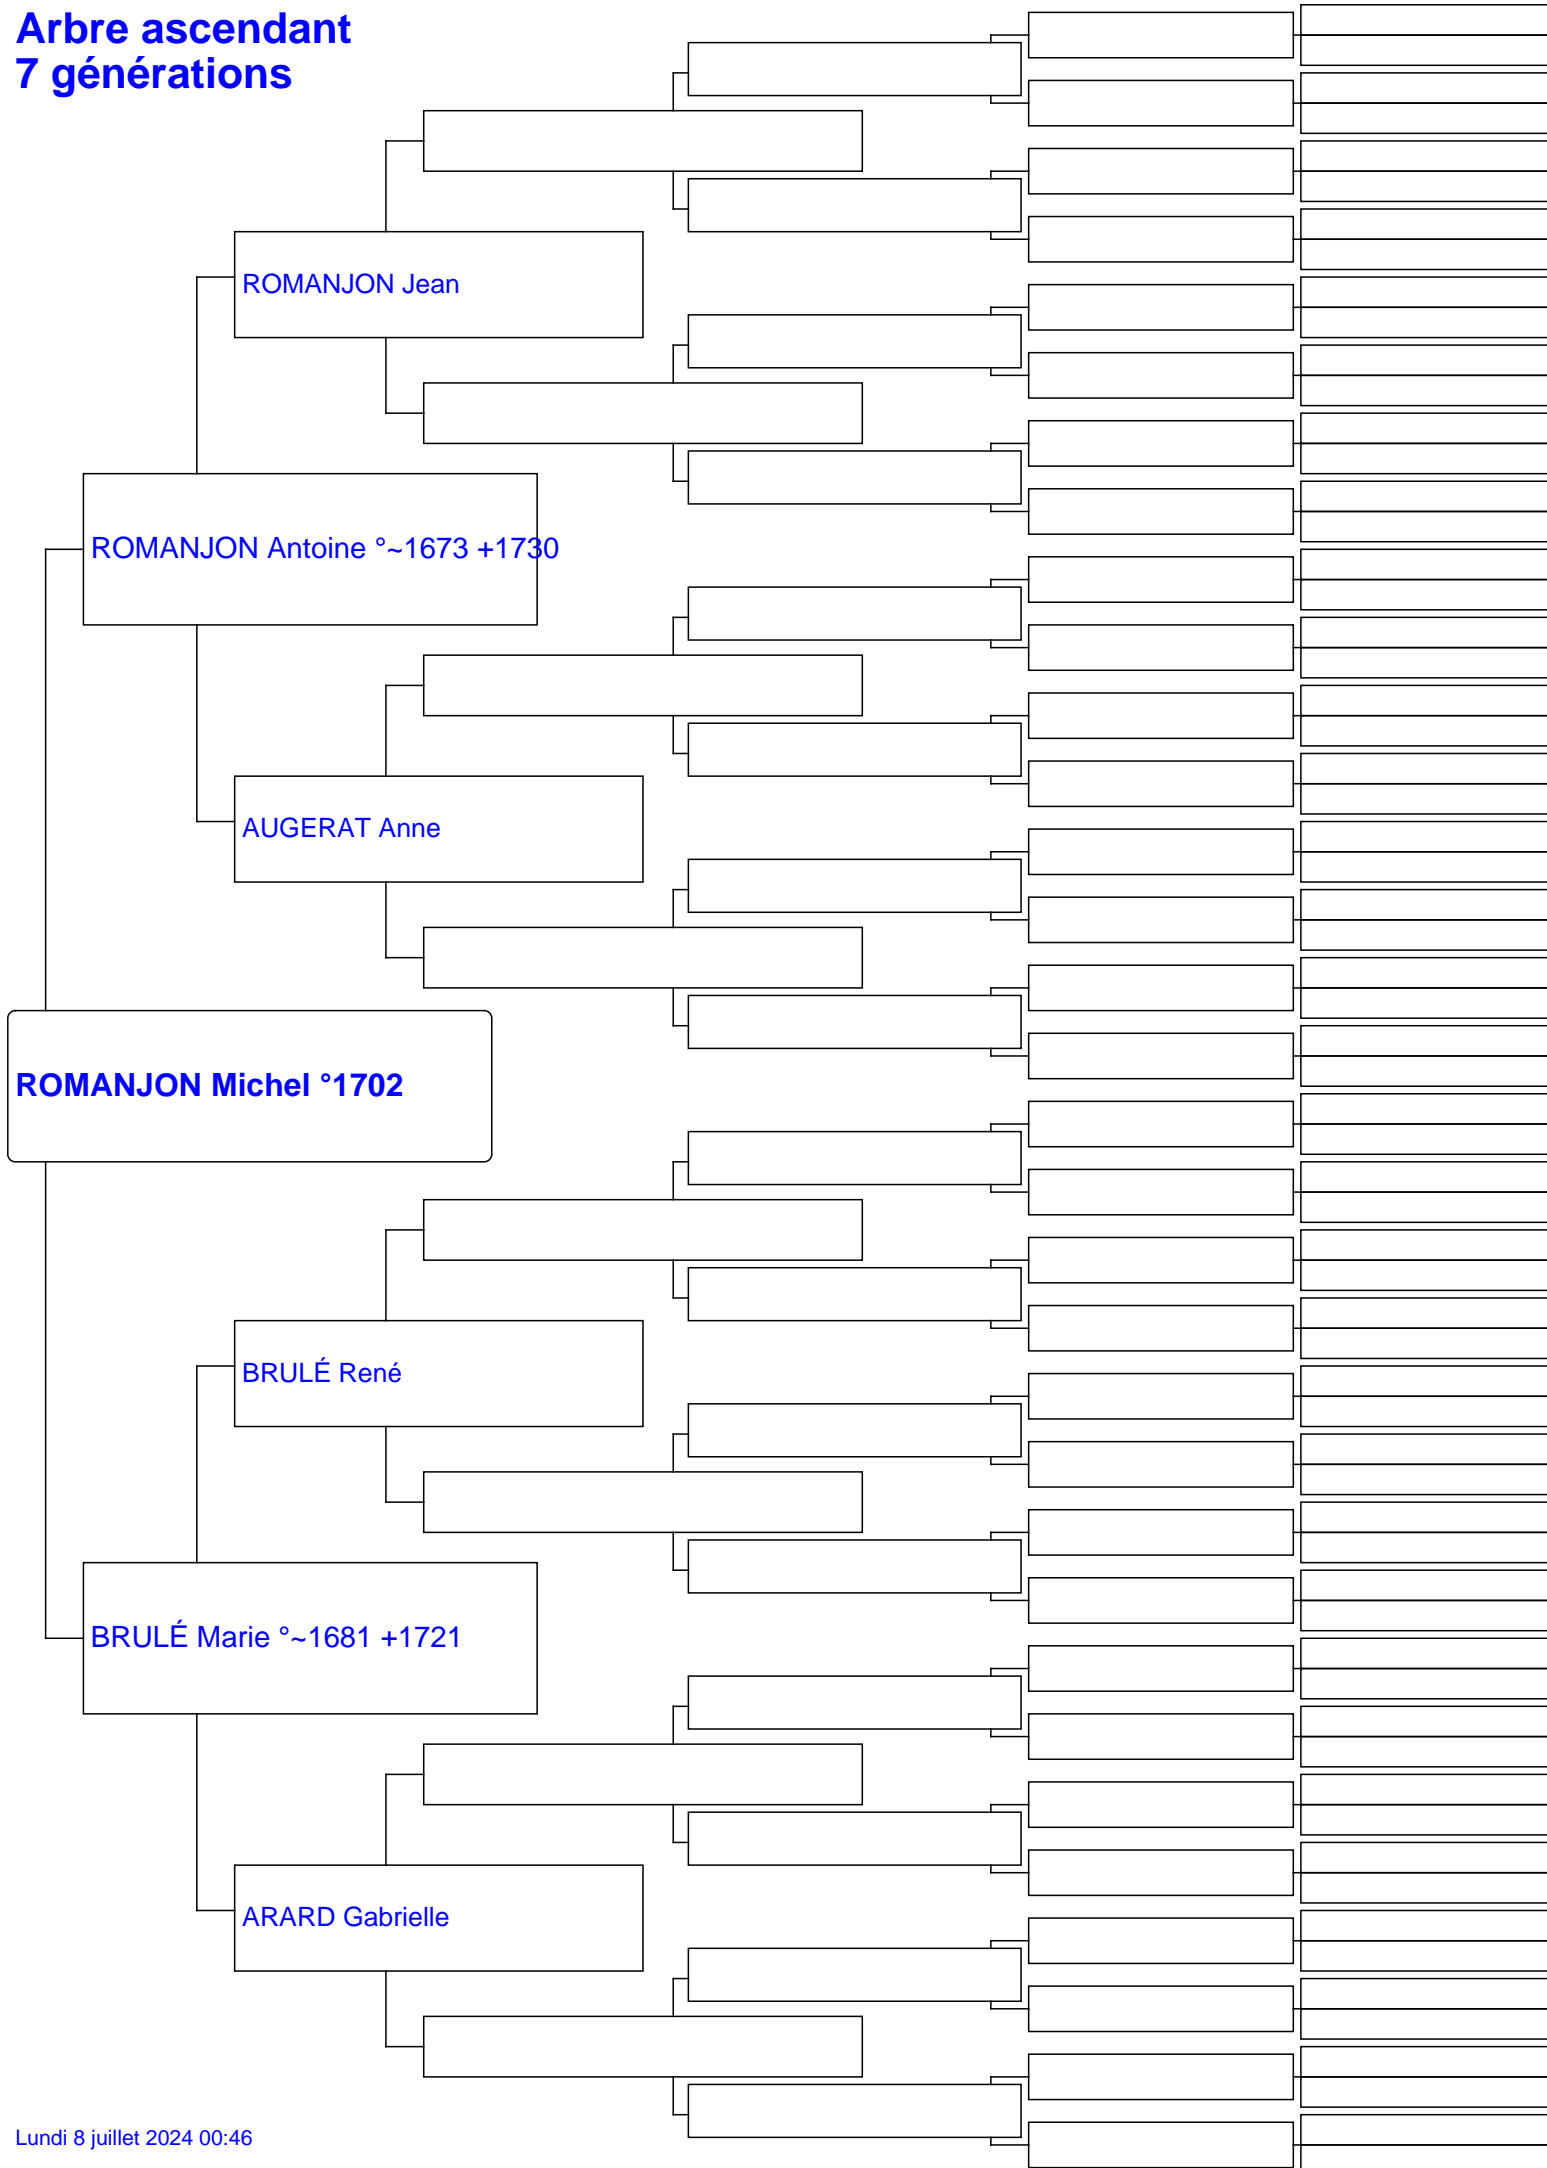 Arbre ascendant
7 générations
ROMANJON Jean
ROMANJON Antoine °~1673 +1730
AUGERAT Anne
ROMANJON Michel °1702
BRULÉ René
BRULÉ Marie °~1681 +1721
ARARD Gabrielle
Lundi 8 juillet 2024 00:46